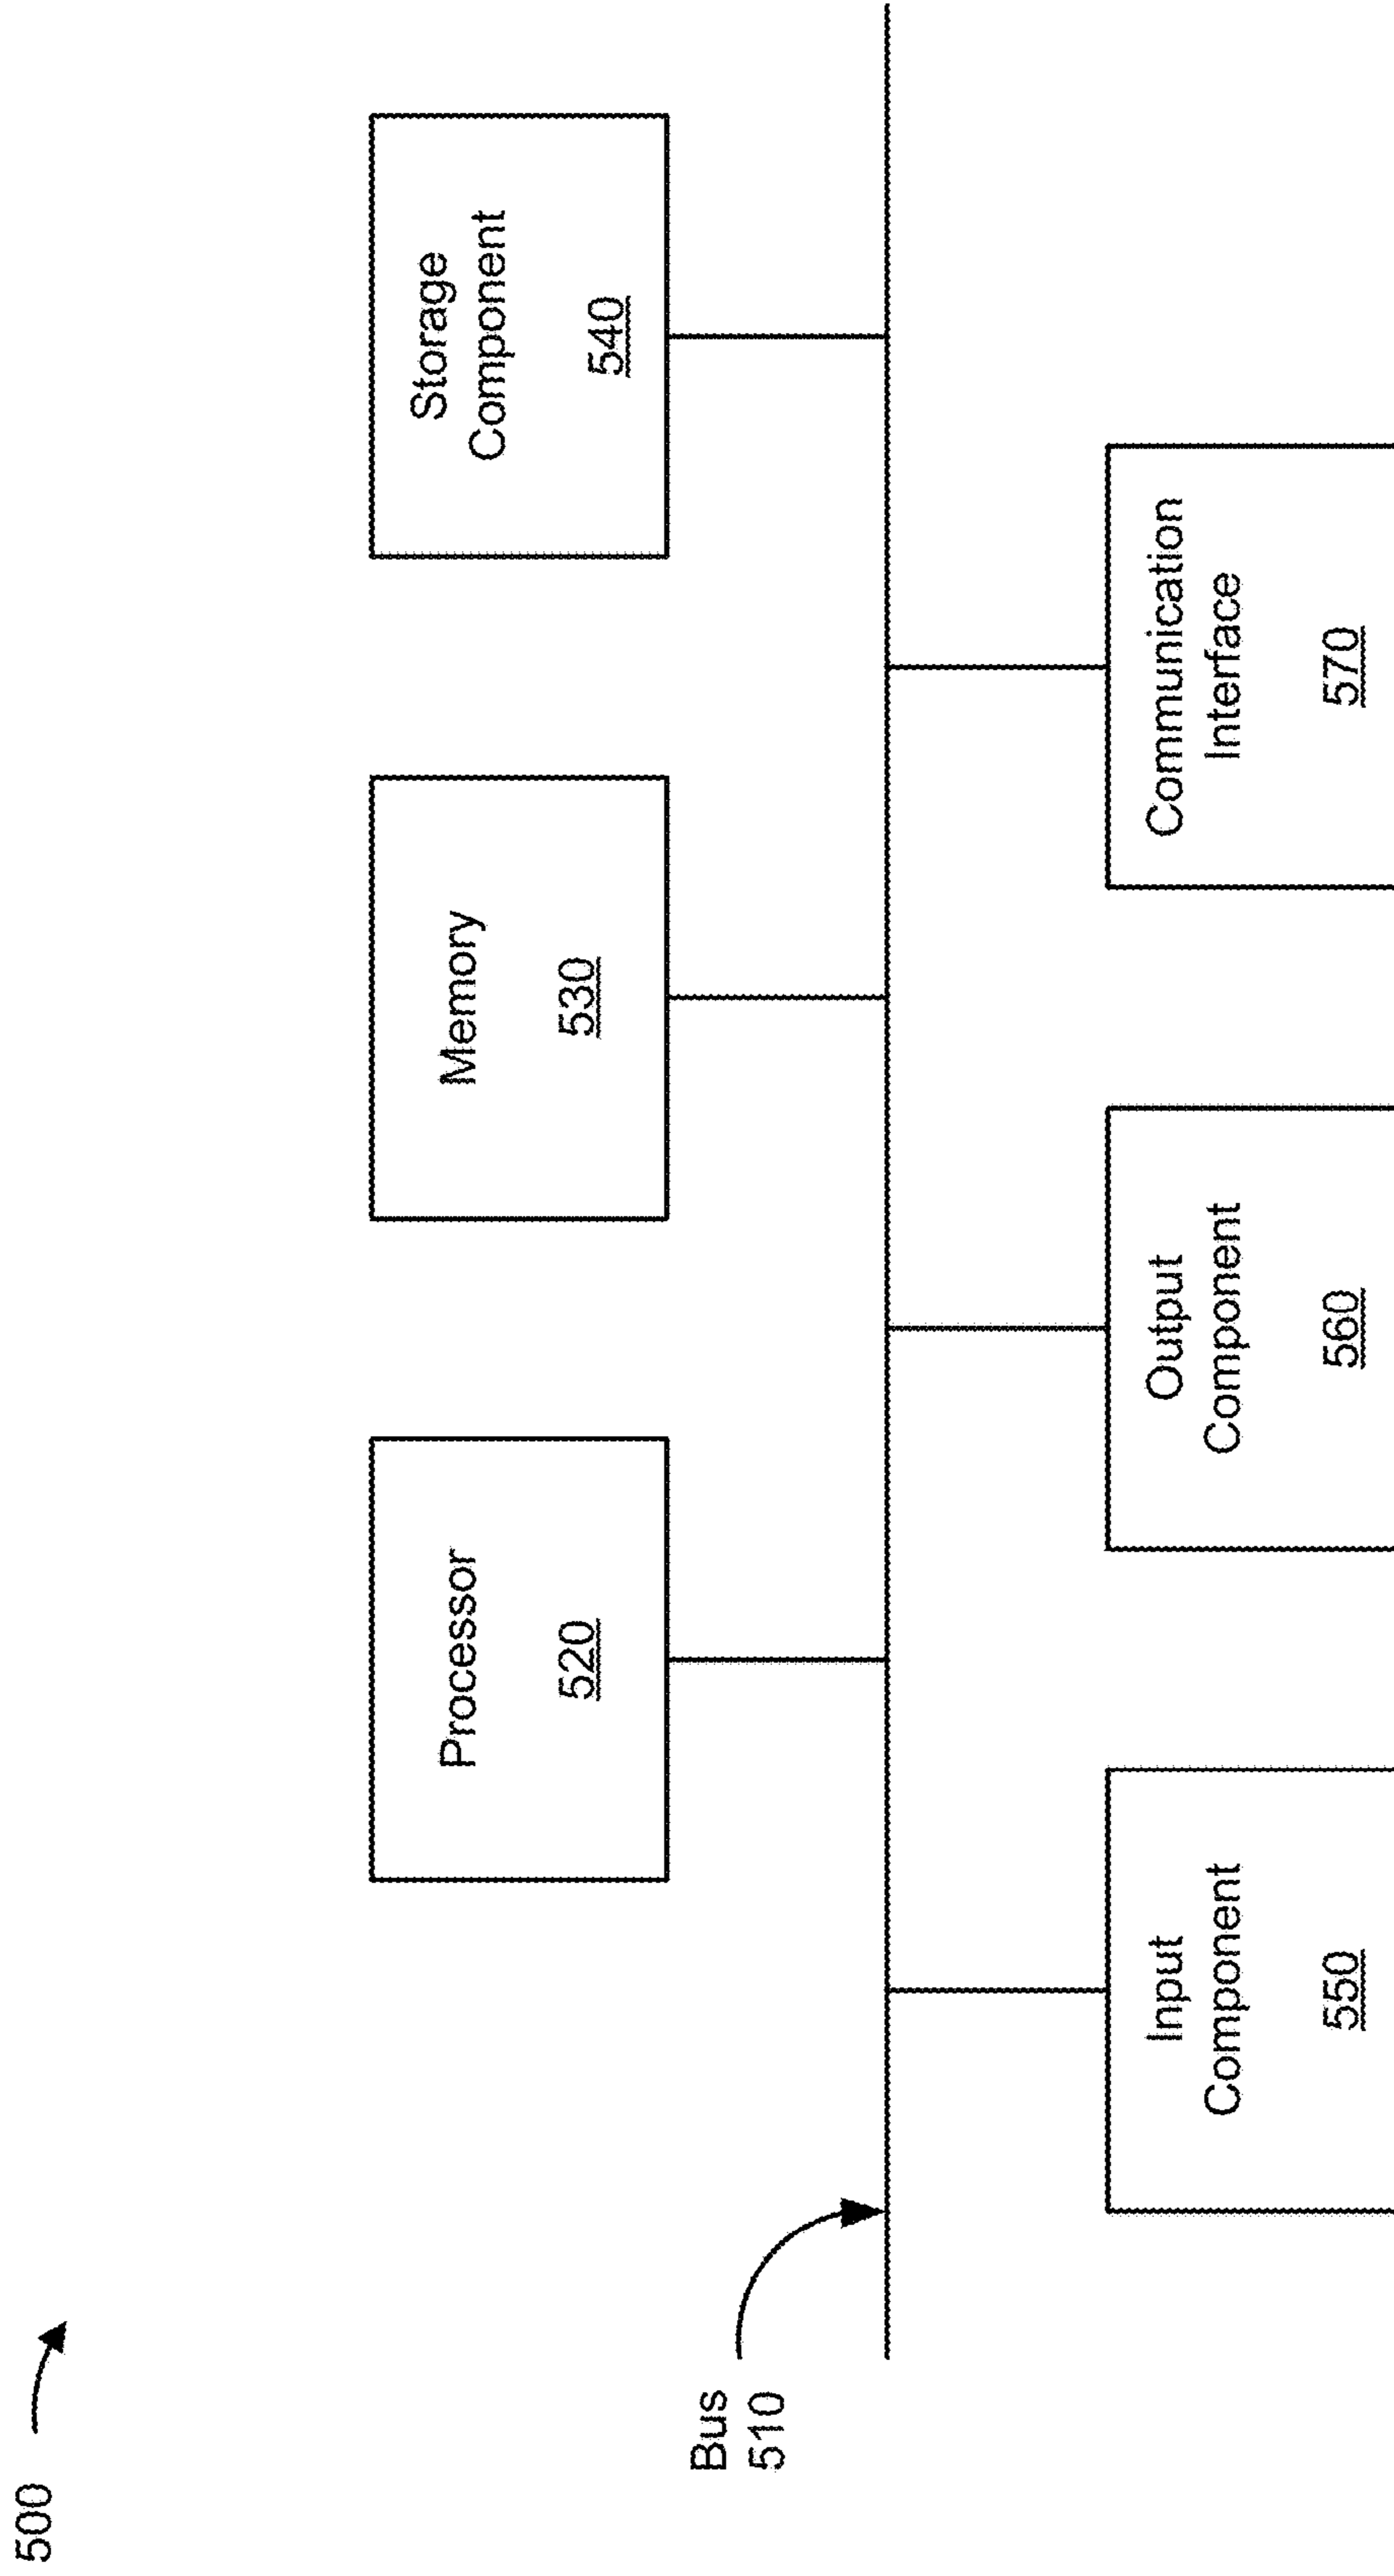 500
Processor
520
Memory
530
Storage
Component
540
Bus
510
Input
Component
550
Output
Component
560
Communication
Interface
570